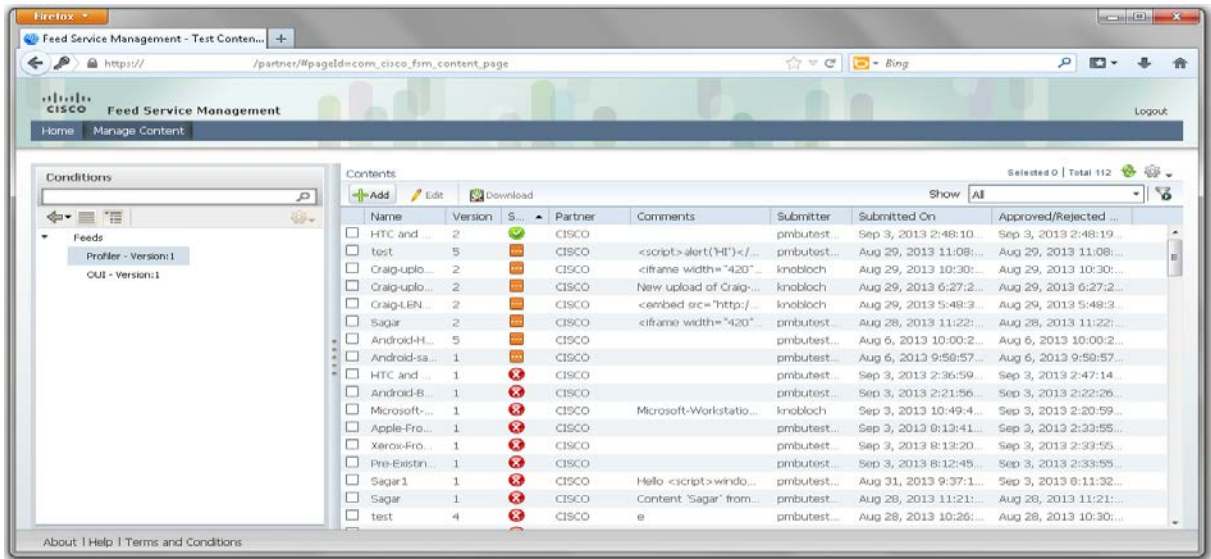 Firefox
Feed Service Management - Test Conten... +
https:// /partner/#pageId=com_cisco_fsm_content_page Bing
CISCO Feed Service Management Logout
Home Manage Content
Conditions
Feeds
Profiler - Version:1
OUI - Version:1
Contents Selected 0 | Total 112
Add Edit Download Show All
Name Version S... Partner Comments Submitter Submitted On Approved/Rejected ...
HTC and ... 2 CISCO pmbutest... Sep 3, 2013 2:48:10... Sep 3, 2013 2:48:19...
test 5 CISCO <script>alert('HI')</... pmbutest... Aug 29, 2013 11:08:... Aug 29, 2013 11:08:...
Craig-uplo... 2 CISCO <iframe width="420"... knobloch Aug 29, 2013 10:30:... Aug 29, 2013 10:30:...
Craig-uplo... 2 CISCO New upload of Craig-... knobloch Aug 29, 2013 6:27:2... Aug 29, 2013 6:27:2...
Craig-LEN... 2 CISCO <embed src="http:/... knobloch Aug 29, 2013 5:48:3... Aug 29, 2013 5:48:3...
Sagar 2 CISCO <iframe width="420"... pmbutest... Aug 28, 2013 11:22:... Aug 28, 2013 11:22:...
Android-H... 5 CISCO pmbutest... Aug 6, 2013 10:00:2... Aug 6, 2013 10:00:2...
Android-sa... 1 CISCO pmbutest... Aug 6, 2013 9:58:57... Aug 6, 2013 9:58:57...
HTC and ... 1 CISCO pmbutest... Sep 3, 2013 2:36:59... Sep 3, 2013 2:47:14...
Android-B... 1 CISCO pmbutest... Sep 3, 2013 2:21:56... Sep 3, 2013 2:22:26...
Microsoft-... 1 CISCO Microsoft-Workstatio... knobloch Sep 3, 2013 10:49:4... Sep 3, 2013 2:20:59...
Apple-Fro... 1 CISCO pmbutest... Sep 3, 2013 8:13:41... Sep 3, 2013 2:33:55...
Xerox-Fro... 1 CISCO pmbutest... Sep 3, 2013 8:13:20... Sep 3, 2013 2:33:55...
Pre-Existin... 1 CISCO pmbutest... Sep 3, 2013 8:12:45... Sep 3, 2013 2:33:55...
Sagar1 1 CISCO Hello <script>windo... pmbutest... Aug 31, 2013 9:37:1... Sep 3, 2013 8:11:32...
Sagar 1 CISCO Content 'Sagar' from... pmbutest... Aug 28, 2013 11:21:... Aug 28, 2013 11:21:...
test 4 CISCO e pmbutest... Aug 28, 2013 10:26:... Aug 28, 2013 10:30:...
About | Help | Terms and Conditions